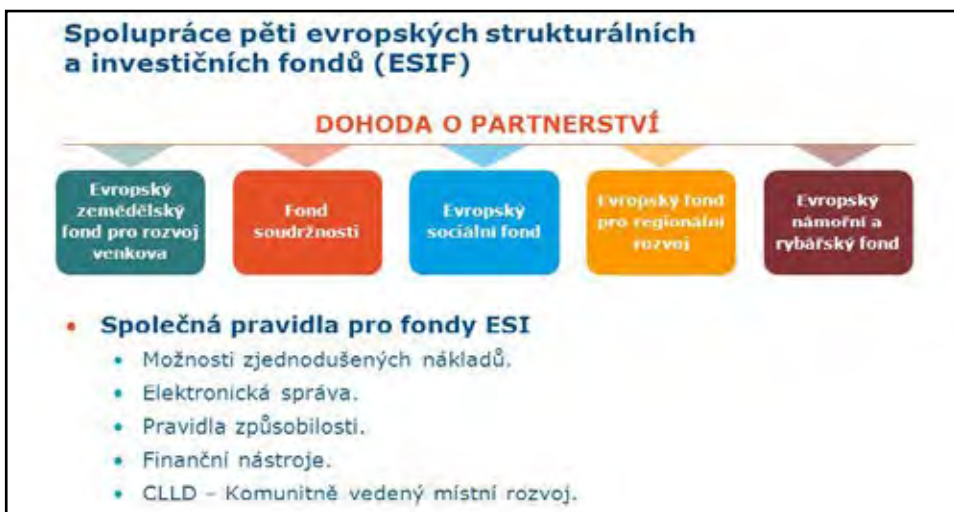 Spolupráce pěti evropských strukturálních
a investičních fondů (ESIF)
DOHODA O PARTNERSTVÍ
Evropský
zemědělský
fond pro rozvoj
venkova
Fond
soudržnosti
Evropský
sociální fond
Evropský fond
pro regionální
rozvoj
Evropský
námořní a
rybářský fond
• Společná pravidla pro fondy ESI
• Možnosti zjednodušených nákladů.
• Elektronická správa.
• Pravidla způsobilosti.
• Finanční nástroje.
• CLLD – Komunitně vedený místní rozvoj.